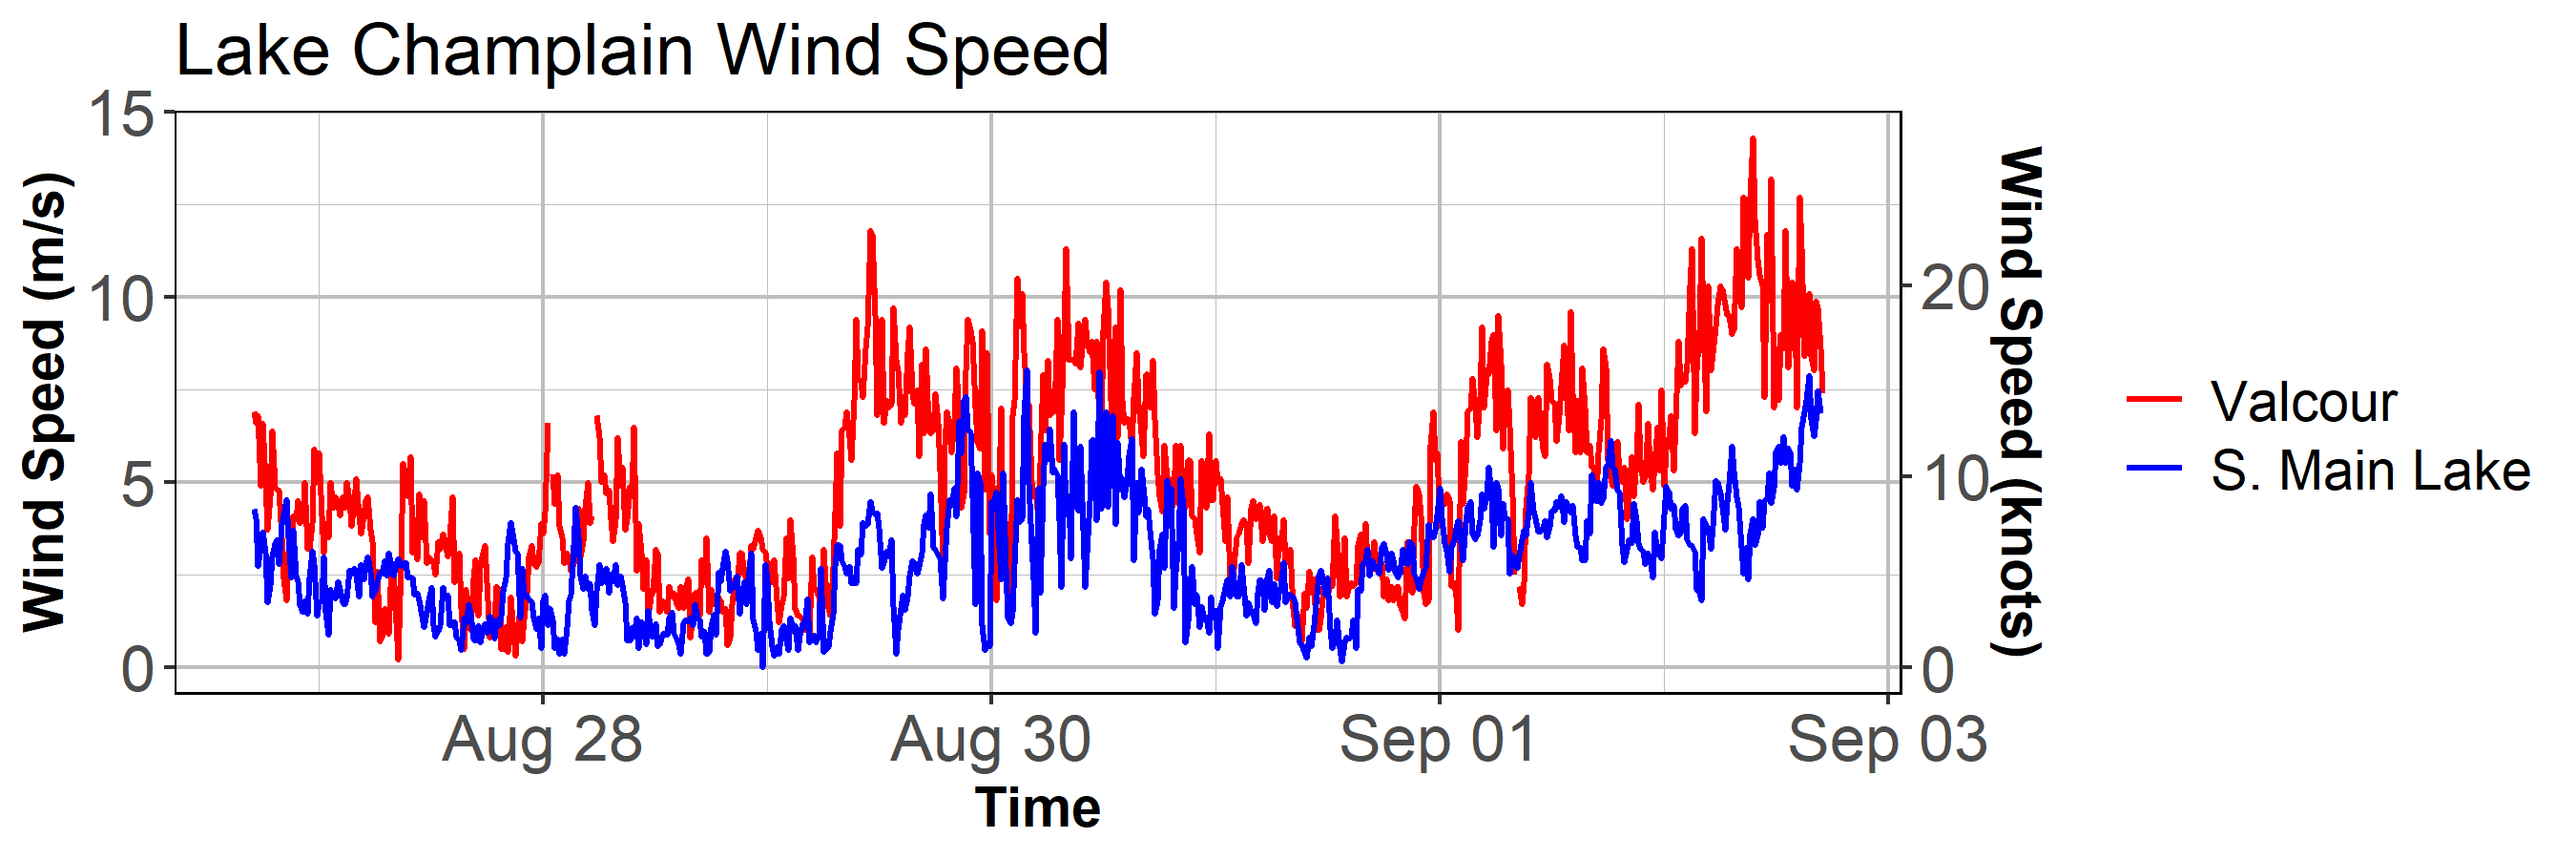 Lake Champlain Wind Speed
Wind Speed (m/s)
15
10
5
0
Wind Speed (knots)
20
10
0
Aug 28
Aug 30
Sep 01
Sep 03
Time
Valcour
S. Main Lake